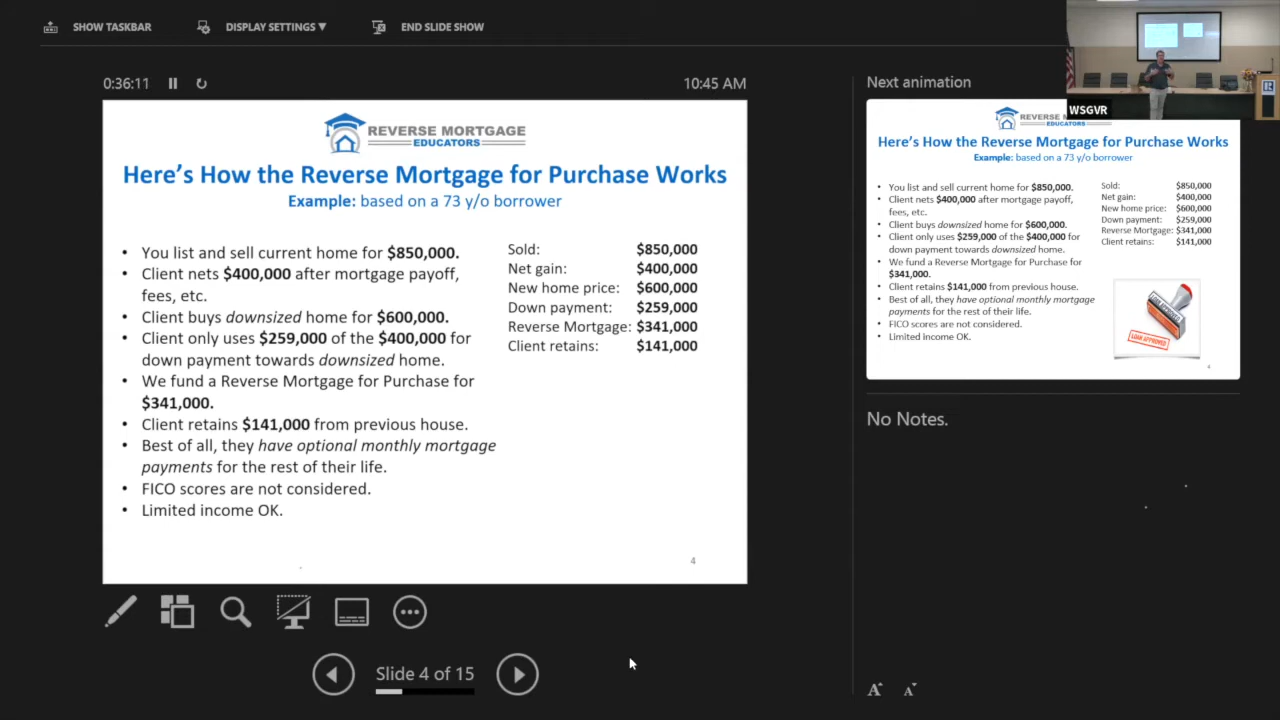 SHOW TASKBAR
DISPLAY SETTINGS ▼
END SLIDE SHOW
0:36:11
10:45 AM
REVERSE MORTGAGE
EDUCATORS
Here's How the Reverse Mortgage for Purchase Works
Example: based on a 73 y/o borrower
• You list and sell current home for $850,000.
• Client nets $400,000 after mortgage payoff,
fees, etc.
• Client buys downsized home for $600,000.
• Client only uses $259,000 of the $400,000 for
down payment towards downsized home.
• We fund a Reverse Mortgage for Purchase for
$341,000.
• Client retains $141,000 from previous house.
• Best of all, they have optional monthly mortgage
payments for the rest of their life.
• FICO scores are not considered.
• Limited income OK.
Sold: $850,000
Net gain: $400,000
New home price: $600,000
Down payment: $259,000
Reverse Mortgage: $341,000
Client retains: $141,000
4
Slide 4 of 15
Next animation
WSGVR
REVERSE M
EDUCATORS
Here's How the Reverse Mortgage for Purchase Works
Example: based on a 73 y/o borrower
• You list and sell current home for $850,000.
• Client nets $400,000 after mortgage payoff,
fees, etc.
• Client buys downsized home for $600,000.
• Client only uses $259,000 of the $400,000 for
down payment towards downsized home.
• We fund a Reverse Mortgage for Purchase for
$341,000.
• Client retains $141,000 from previous home.
• Best of all, they have optional monthly mortgage
payments for the rest of their life.
• FICO scores are not considered.
• Limited income OK.
Sold: $850,000
Net gain: $400,000
New home price: $600,000
Down payment: $259,000
Reverse Mortgage: $341,000
Client retains: $141,000
LOAN APPROVED
4
No Notes.
A A